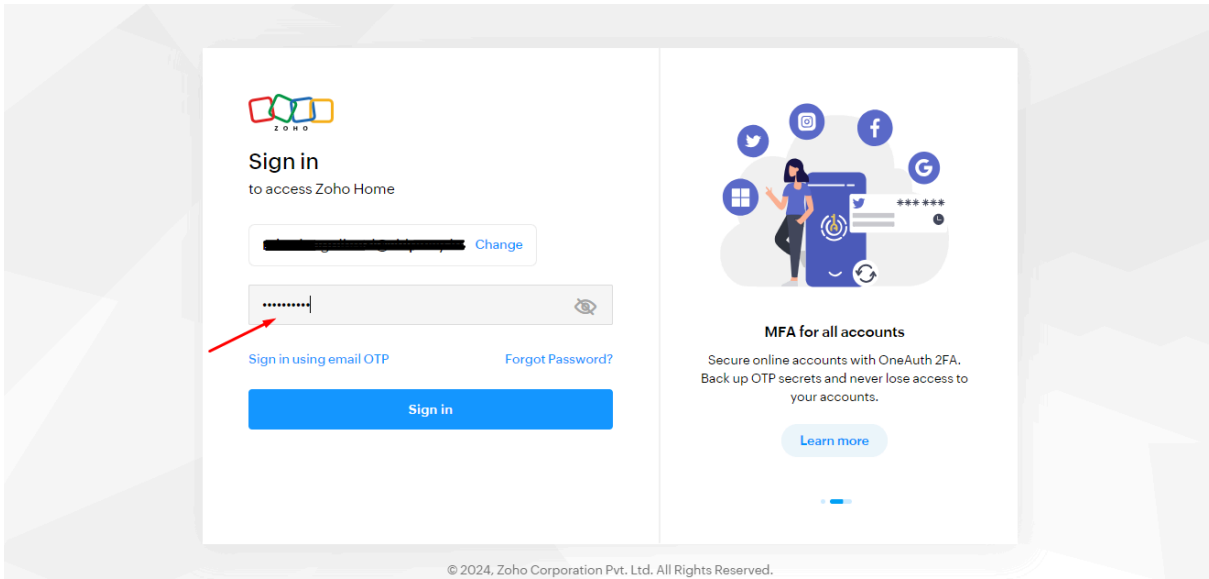 ZOHO
Sign in
to access Zoho Home
Change
••••••••••
Sign in using email OTP
Forgot Password?
Sign in
*** ***
MFA for all accounts
Secure online accounts with OneAuth 2FA.
Back up OTP secrets and never lose access to
your accounts.
Learn more
© 2024, Zoho Corporation Pvt. Ltd. All Rights Reserved.